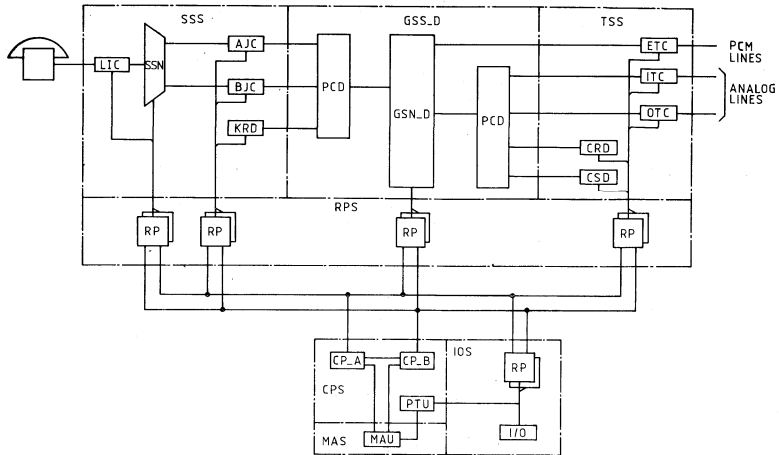 SSS
GSS_D
TSS
LIC
SSN
AJC
BJC
KRD
PCD
GSN_D
PCD
ETC
ITC
OTC
CRD
CSD
PCM
LINES
ANALOG
LINES
RPS
RP
RP
RP
RP
CP_A
CP_B
CPS
PTU
MAS
MAU
IOS
RP
I/O